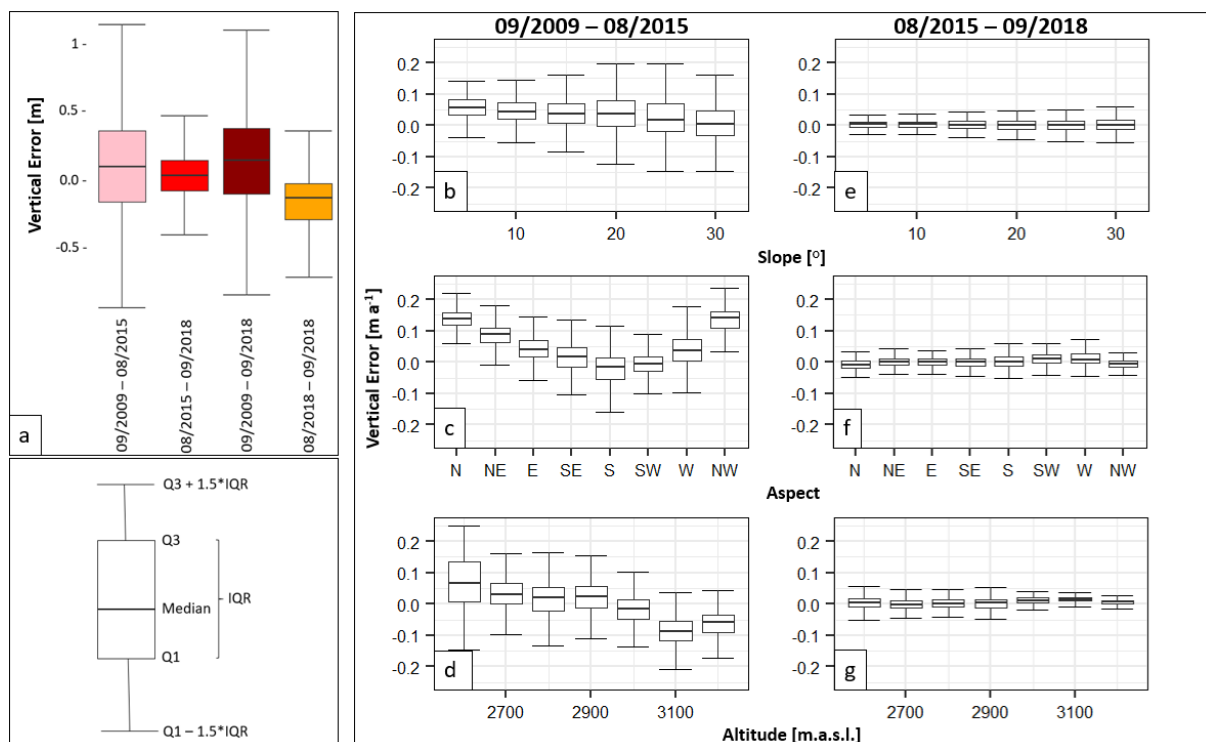 Vertical Error [m]
1 -
0.5 -
0.0 -
-0.5 -
09/2009 – 08/2015
08/2015 – 09/2018
09/2009 – 09/2018
08/2018 – 09/2018
a
Q3 + 1.5*IQR
Q3
IQR
Median
Q1
Q1 – 1.5*IQR
09/2009 – 08/2015
08/2015 – 09/2018
Vertical Error [m a⁻¹]
0.2
0.1
0.0
-0.1
-0.2
b
10
20
30
0.2
0.1
0.0
-0.1
-0.2
e
10
20
30
Slope [°]
0.2
0.1
0.0
-0.1
-0.2
c
N NE E SE S SW W NW
0.2
0.1
0.0
-0.1
-0.2
f
N NE E SE S SW W NW
Aspect
0.2
0.1
0.0
-0.1
-0.2
d
2700
2900
3100
0.2
0.1
0.0
-0.1
-0.2
g
2700
2900
3100
Altitude [m.a.s.l.]